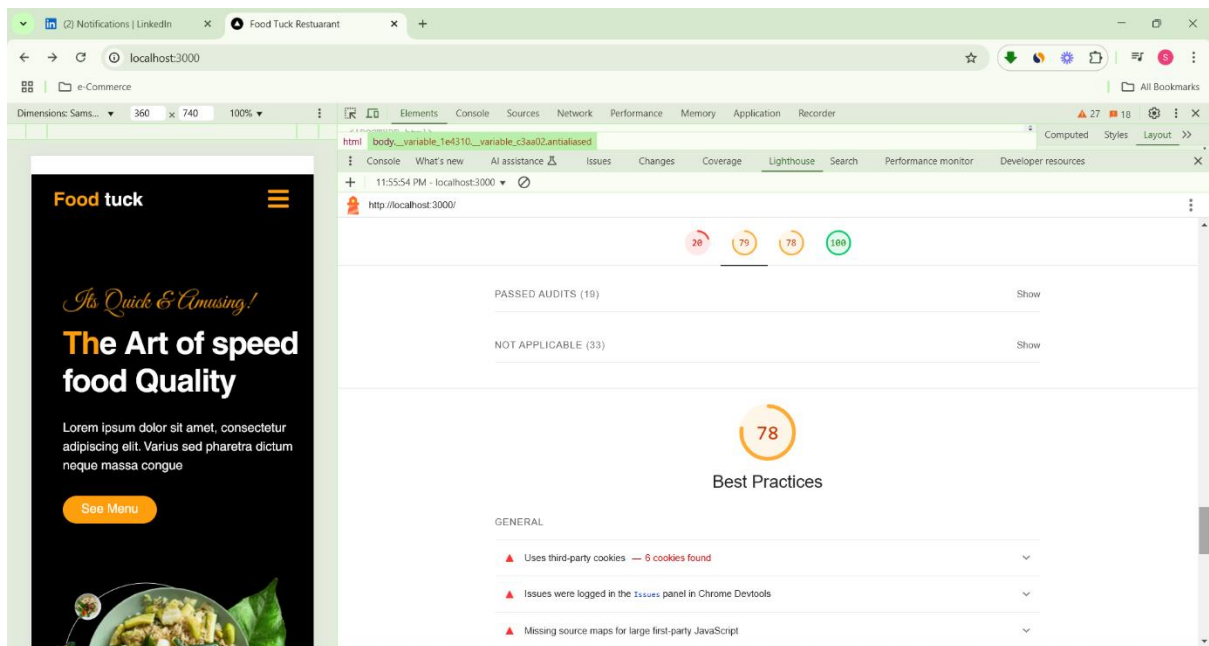 (2) Notifications | LinkedIn
Food Tuck Restuarant
localhost:3000
e-Commerce
All Bookmarks
Dimensions: Sams... 360 x 740 100%
Elements Console Sources Network Performance Memory Application Recorder
27 18
html body.__variable_1e4310.__variable_c3aa02.antialiased
Computed Styles Layout
Console What's new AI assistance Issues Changes Coverage Lighthouse Search Performance monitor Developer resources
11:55:54 PM - localhost:3000
http://localhost:3000/
20 79 78 100
PASSED AUDITS (19) Show
NOT APPLICABLE (33) Show
78
Best Practices
GENERAL
Uses third-party cookies — 6 cookies found
Issues were logged in the Issues panel in Chrome Devtools
Missing source maps for large first-party JavaScript
Food tuck
Its Quick & Amusing!
The Art of speed
food Quality
Lorem ipsum dolor sit amet, consectetur
adipiscing elit. Varius sed pharetra dictum
neque massa congue
See Menu
S